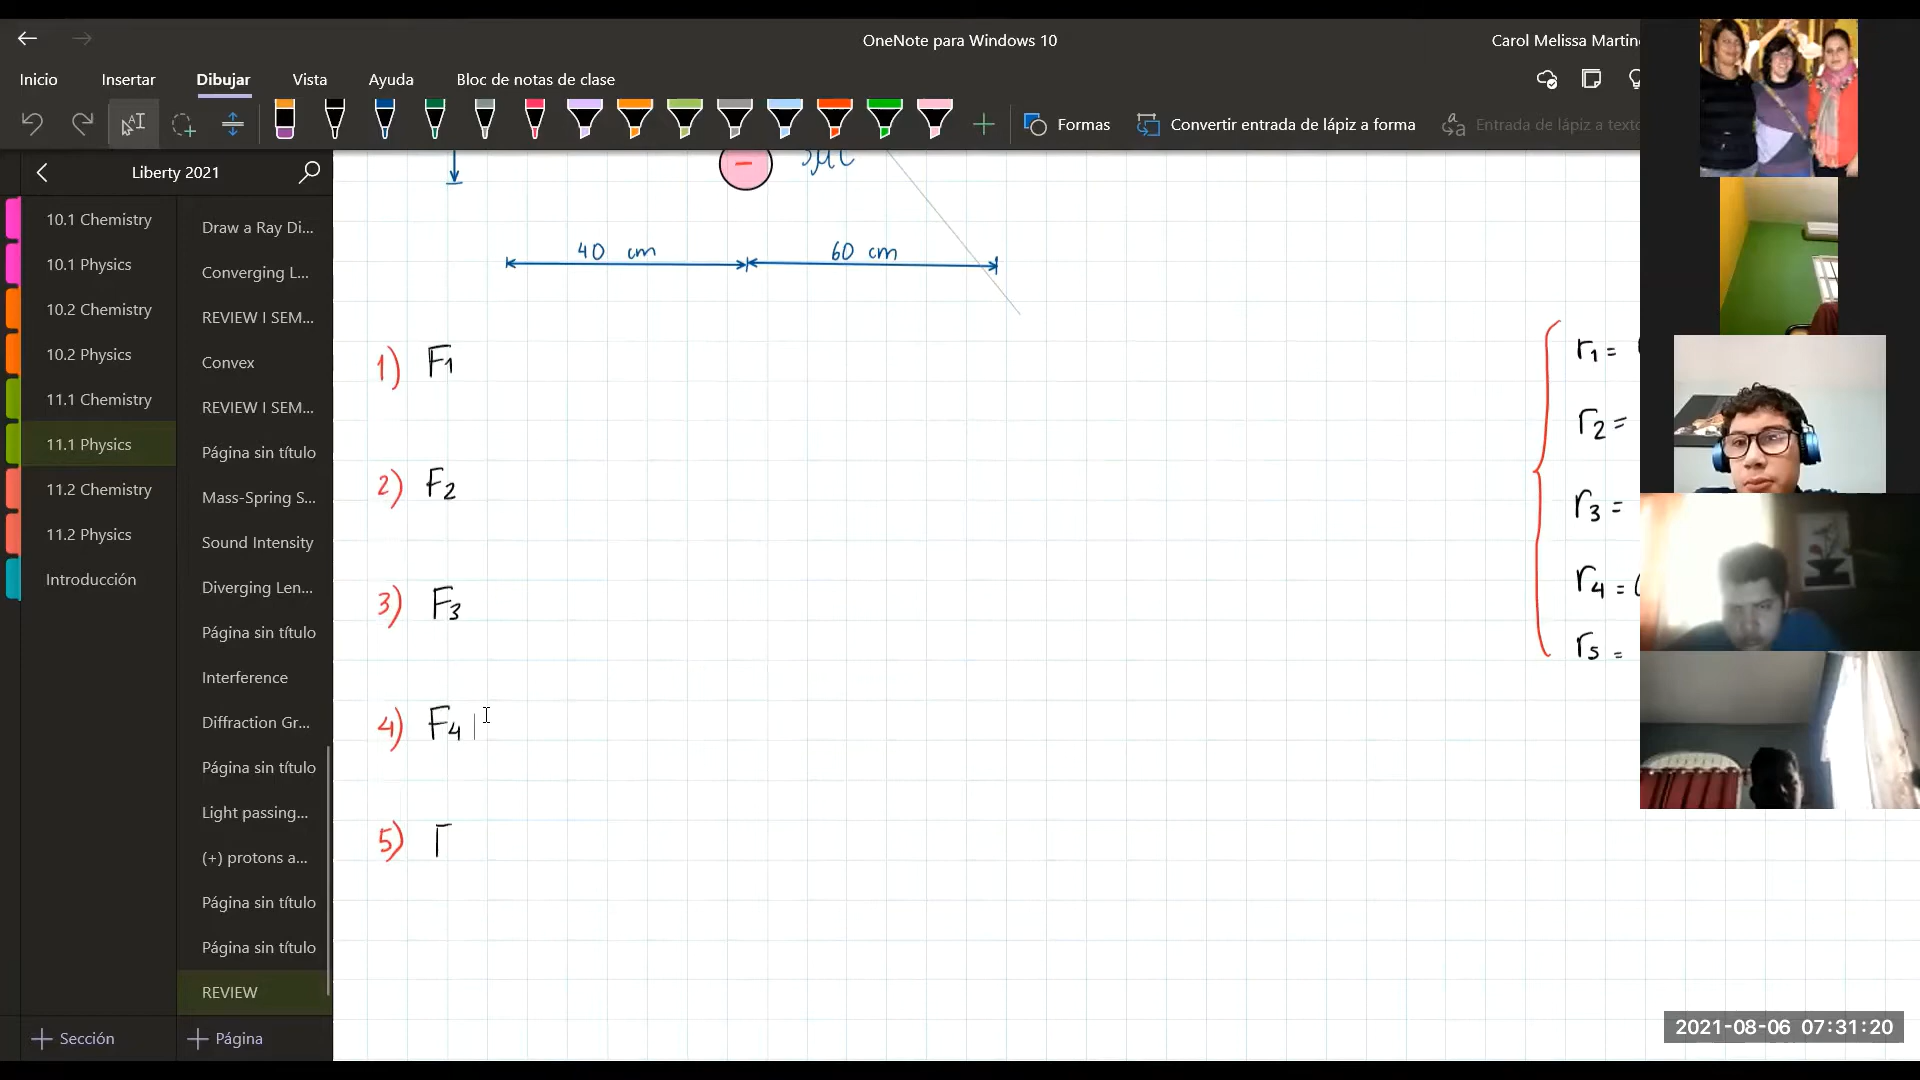 OneNote para Windows 10
Carol Melissa Martin
Inicio
Insertar
Dibujar
Vista
Ayuda
Bloc de notas de clase
Formas
Convertir entrada de lápiz a forma
Entrada de lápiz a texto
Liberty 2021
10.1 Chemistry
10.1 Physics
10.2 Chemistry
10.2 Physics
11.1 Chemistry
11.1 Physics
11.2 Chemistry
11.2 Physics
Introducción
Sección
Draw a Ray Di...
Converging L...
REVIEW I SEM...
Convex
REVIEW I SEM...
Página sin título
Mass-Spring S...
Sound Intensity
Diverging Len...
Página sin título
Interference
Diffraction Gr...
Página sin título
Light passing...
(+) protons a...
Página sin título
Página sin título
REVIEW
Página
−
40 cm
60 cm
1) F1
2) F2
3) F3
4) F4
5)
r1 =
r2 =
r3 =
r4 =
r5 =
2021-08-06 07:31:20